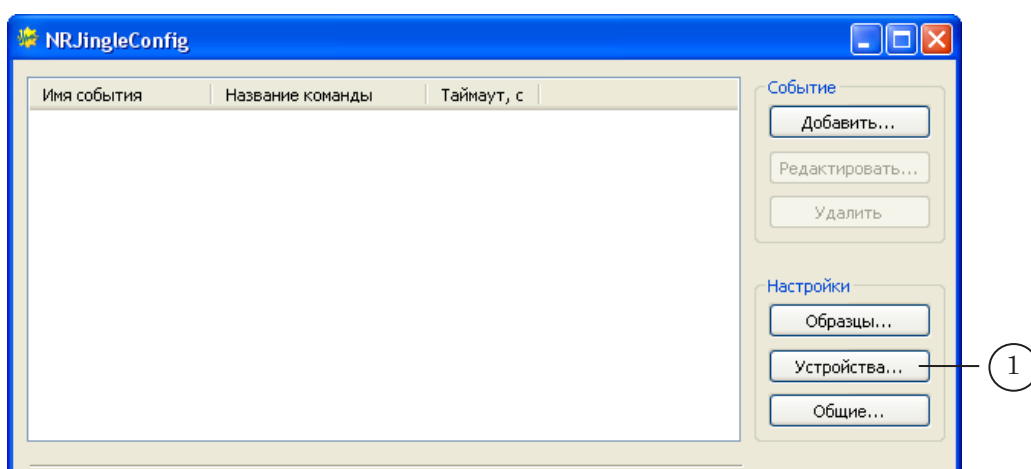 NRJingleConfig
Имя события Название команды Таймаут, с
Событие
Добавить...
Редактировать...
Удалить
Настройки
Образцы...
Устройства...
1
Общие...